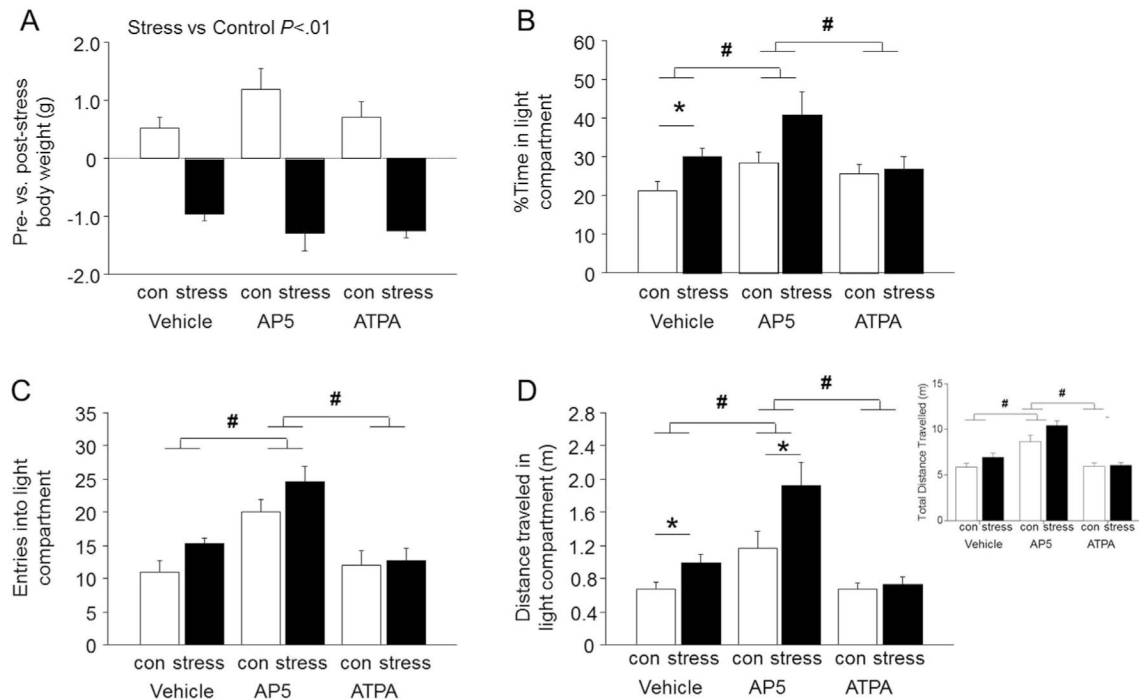 A
Stress vs Control P<.01
Pre- vs. post-stress
body weight (g)
2.0
1.0
0
-1.0
-2.0
con stress con stress con stress
Vehicle AP5 ATPA
B
%Time in light
compartment
60
50
40
30
20
10
0
#
#
*
con stress con stress con stress
Vehicle AP5 ATPA
C
Entries into light
compartment
35
30
25
20
15
10
5
0
#
#
con stress con stress con stress
Vehicle AP5 ATPA
D
Distance traveled in
light compartment (m)
2.8
2.4
2.0
1.6
1.2
0.8
0.4
0
#
#
*
*
con stress con stress con stress
Vehicle AP5 ATPA
Total Distance Travelled (m)
15
10
5
0
#
#
con stress con stress con stress
Vehicle AP5 ATPA